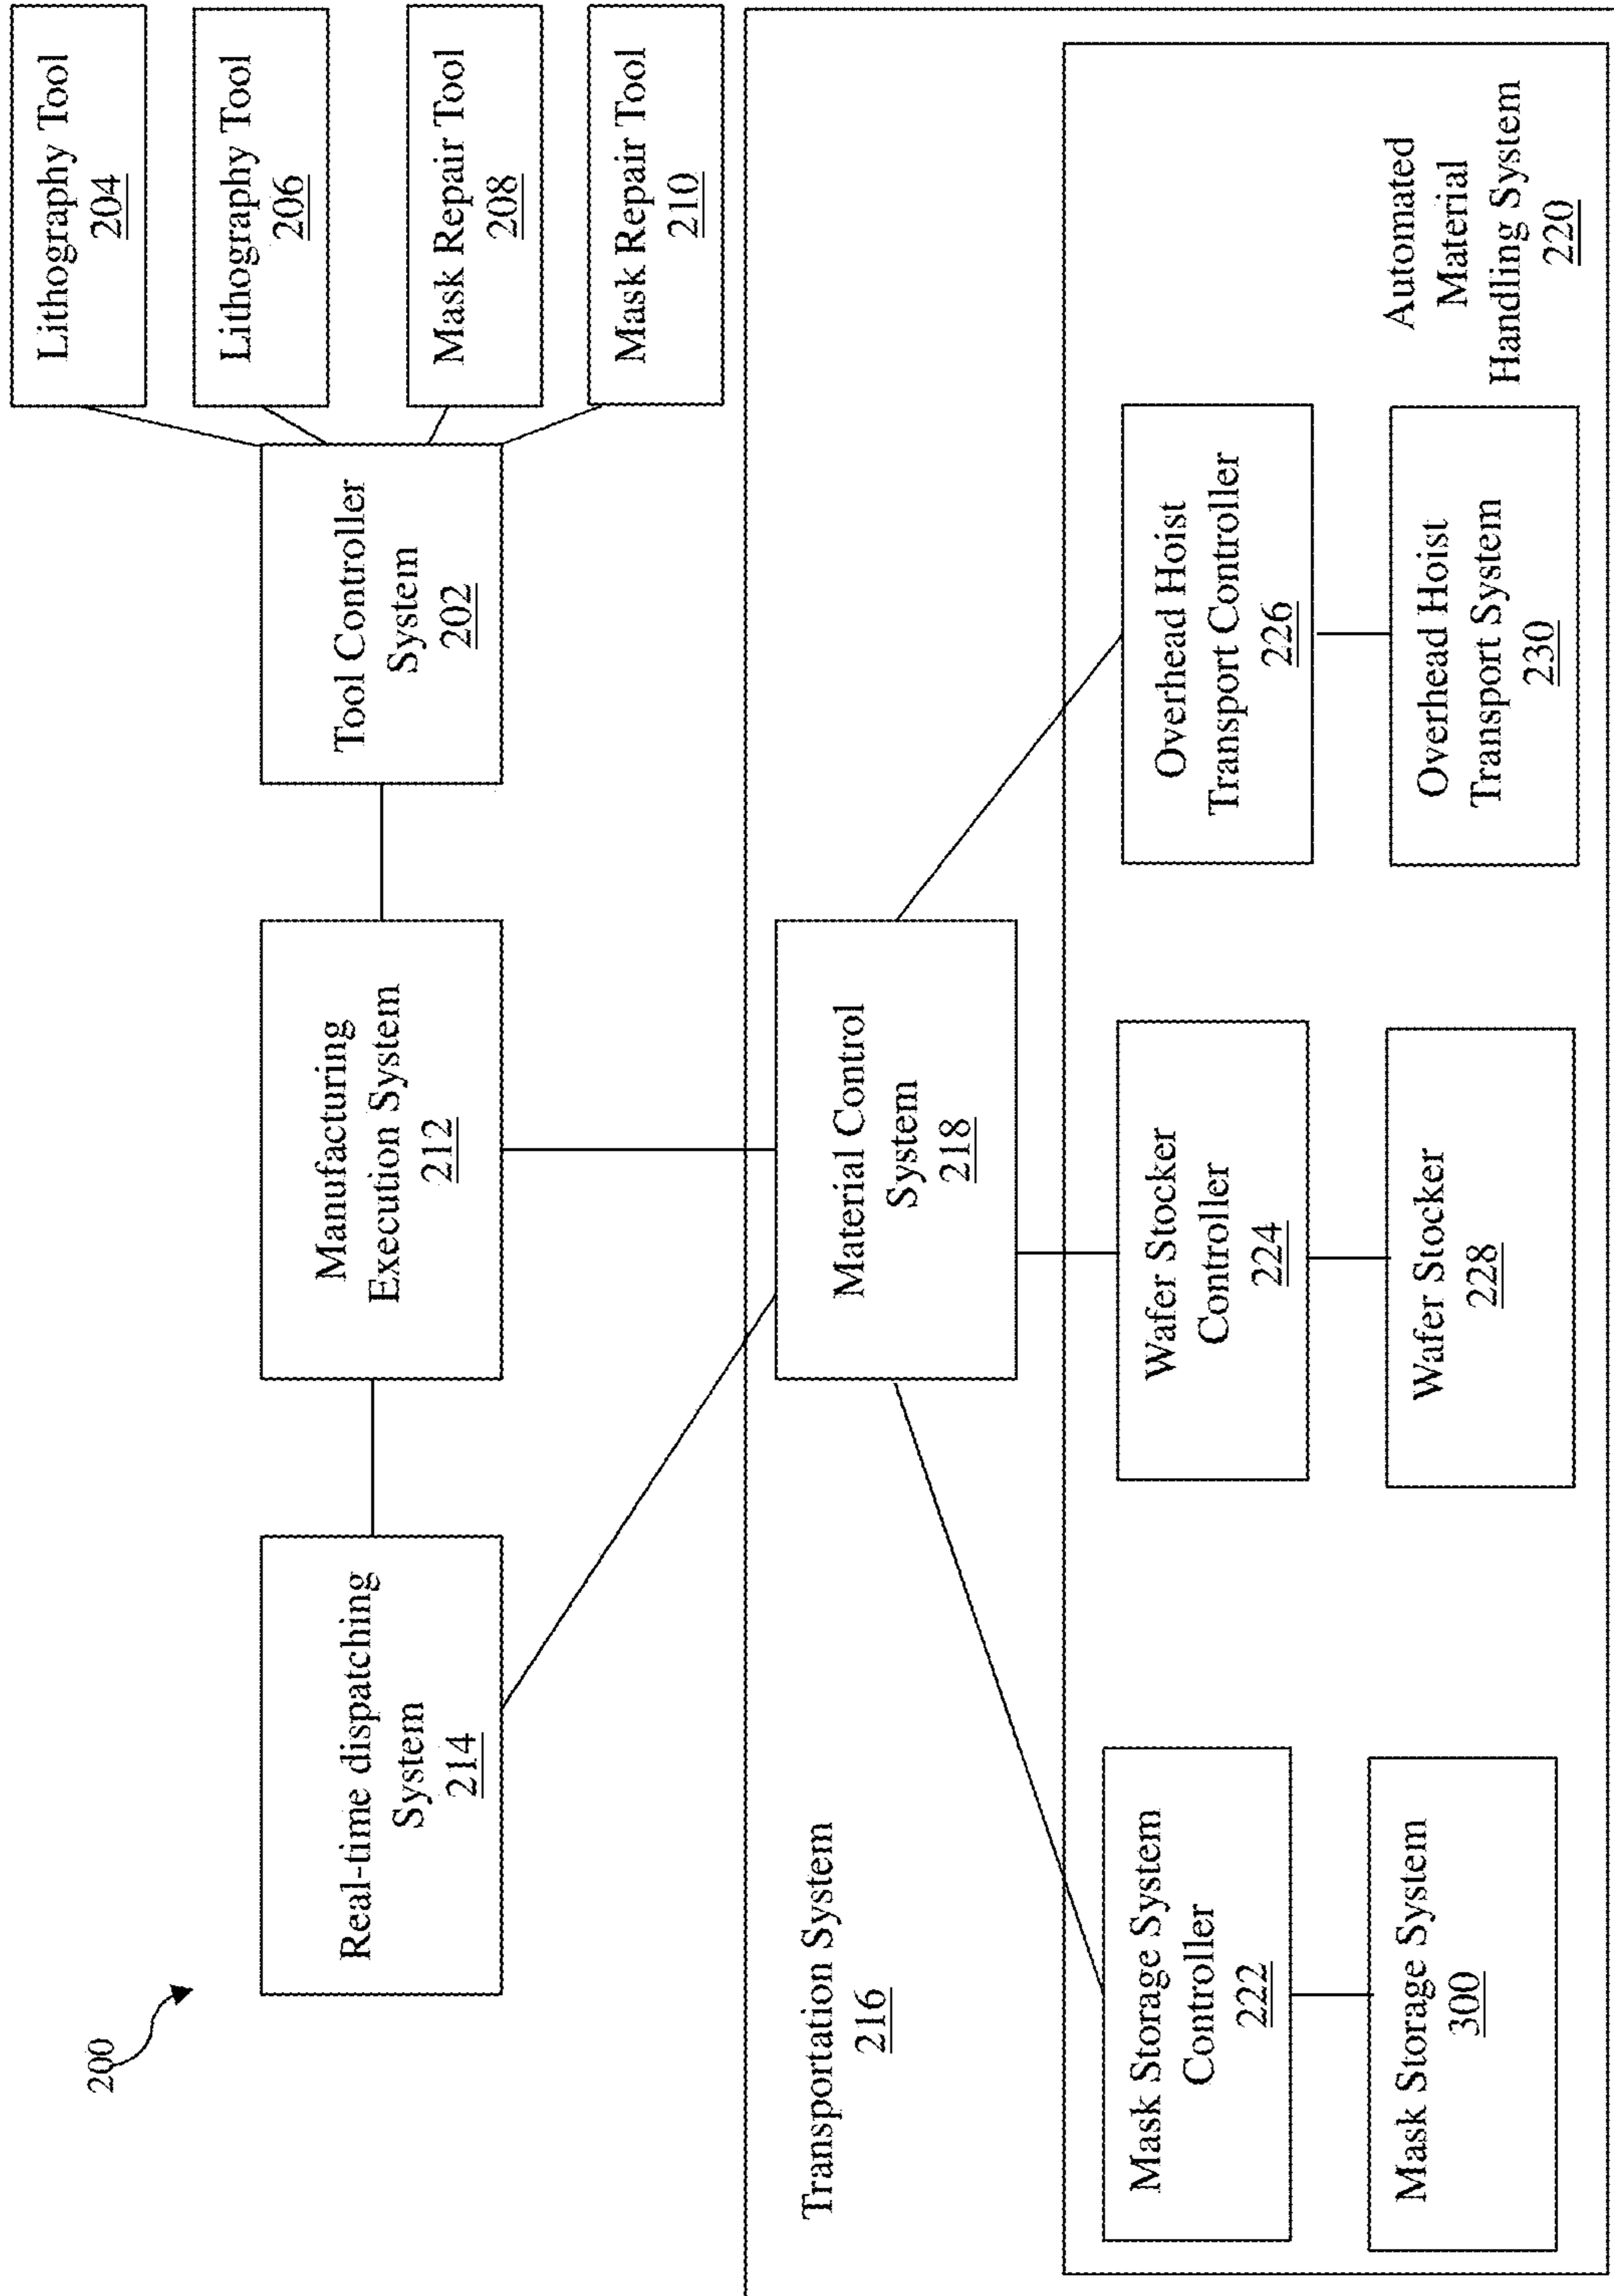 200
Real-time dispatching
System
214
Manufacturing
Execution System
212
Tool Controller
System
202
Lithography Tool
204
Lithography Tool
206
Mask Repair Tool
208
Mask Repair Tool
210
Transportation System
216
Material Control
System
218
Mask Storage System
Controller
222
Wafer Stocker
Controller
224
Overhead Hoist
Transport Controller
226
Mask Storage System
300
Wafer Stocker
228
Overhead Hoist
Transport System
230
Automated
Material
Handling System
220